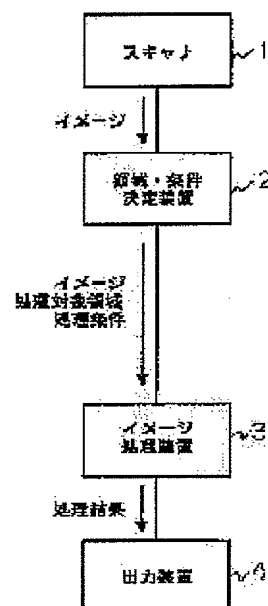 スキャナ
1
イメージ
領域・条件
決定装置
2
イメージ
処理対象領域
処理条件
イメージ
処理装置
3
処理結果
出力装置
4